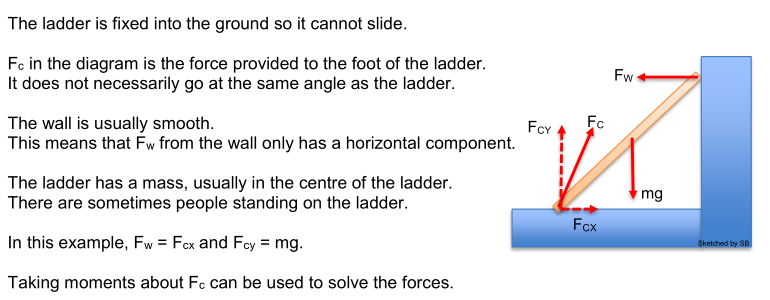 The ladder is fixed into the ground so it cannot slide.
Fc in the diagram is the force provided to the foot of the ladder.
It does not necessarily go at the same angle as the ladder.
The wall is usually smooth.
This means that Fw from the wall only has a horizontal component.
The ladder has a mass, usually in the centre of the ladder.
There are sometimes people standing on the ladder.
In this example, Fw = Fcx and Fcy = mg.
Taking moments about Fc can be used to solve the forces.
Fw
Fcy
Fc
mg
Fcx
Sketched by SB